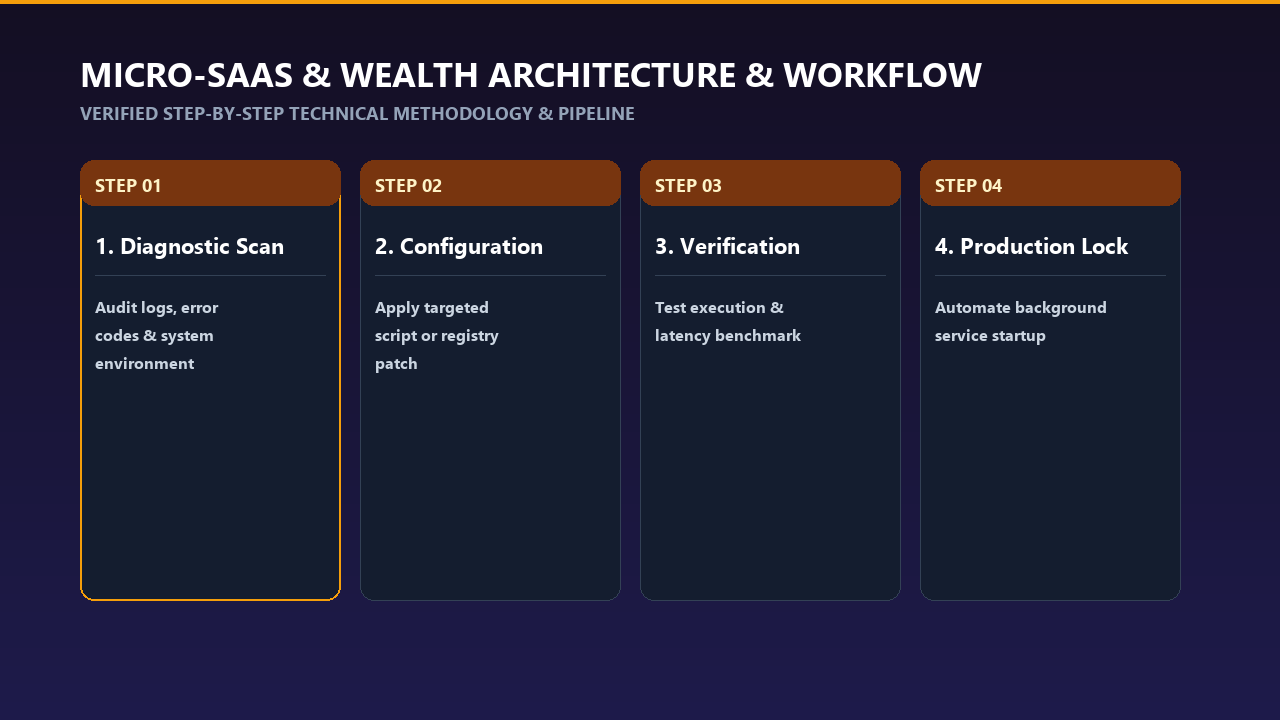 MICRO-SAAS & WEALTH ARCHITECTURE & WORKFLOW
VERIFIED STEP-BY-STEP TECHNICAL METHODOLOGY & PIPELINE
STEP 01
1. Diagnostic Scan
Audit logs, error
codes & system
environment
STEP 02
2. Configuration
Apply targeted
script or registry
patch
STEP 03
3. Verification
Test execution &
latency benchmark
STEP 04
4. Production Lock
Automate background
service startup